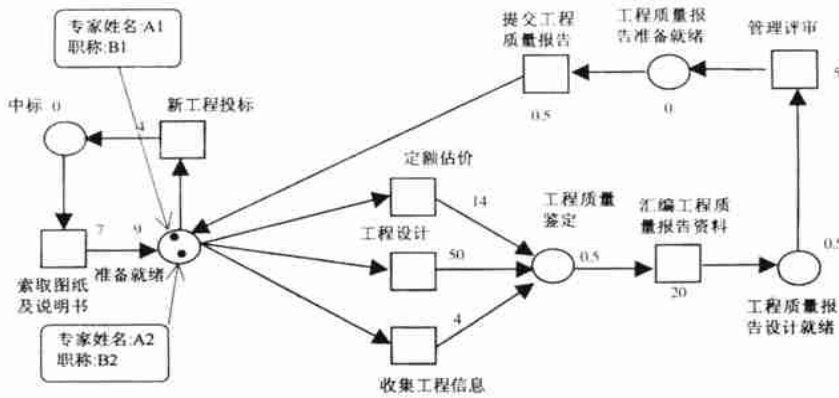 专家姓名:A1
职称:B1
提交工程
质量报告
工程质量报
告准备就绪
管理评审
5
中标 0
4
新工程投标
0.5
0
定额估价
14
工程质量
鉴定
汇编工程质
量报告资料
7
9
工程设计
50
0.5
0.5
索取图纸
及说明书
准备就绪
20
工程质量报
告设计就绪
专家姓名:A2
职称:B2
4
收集工程信息